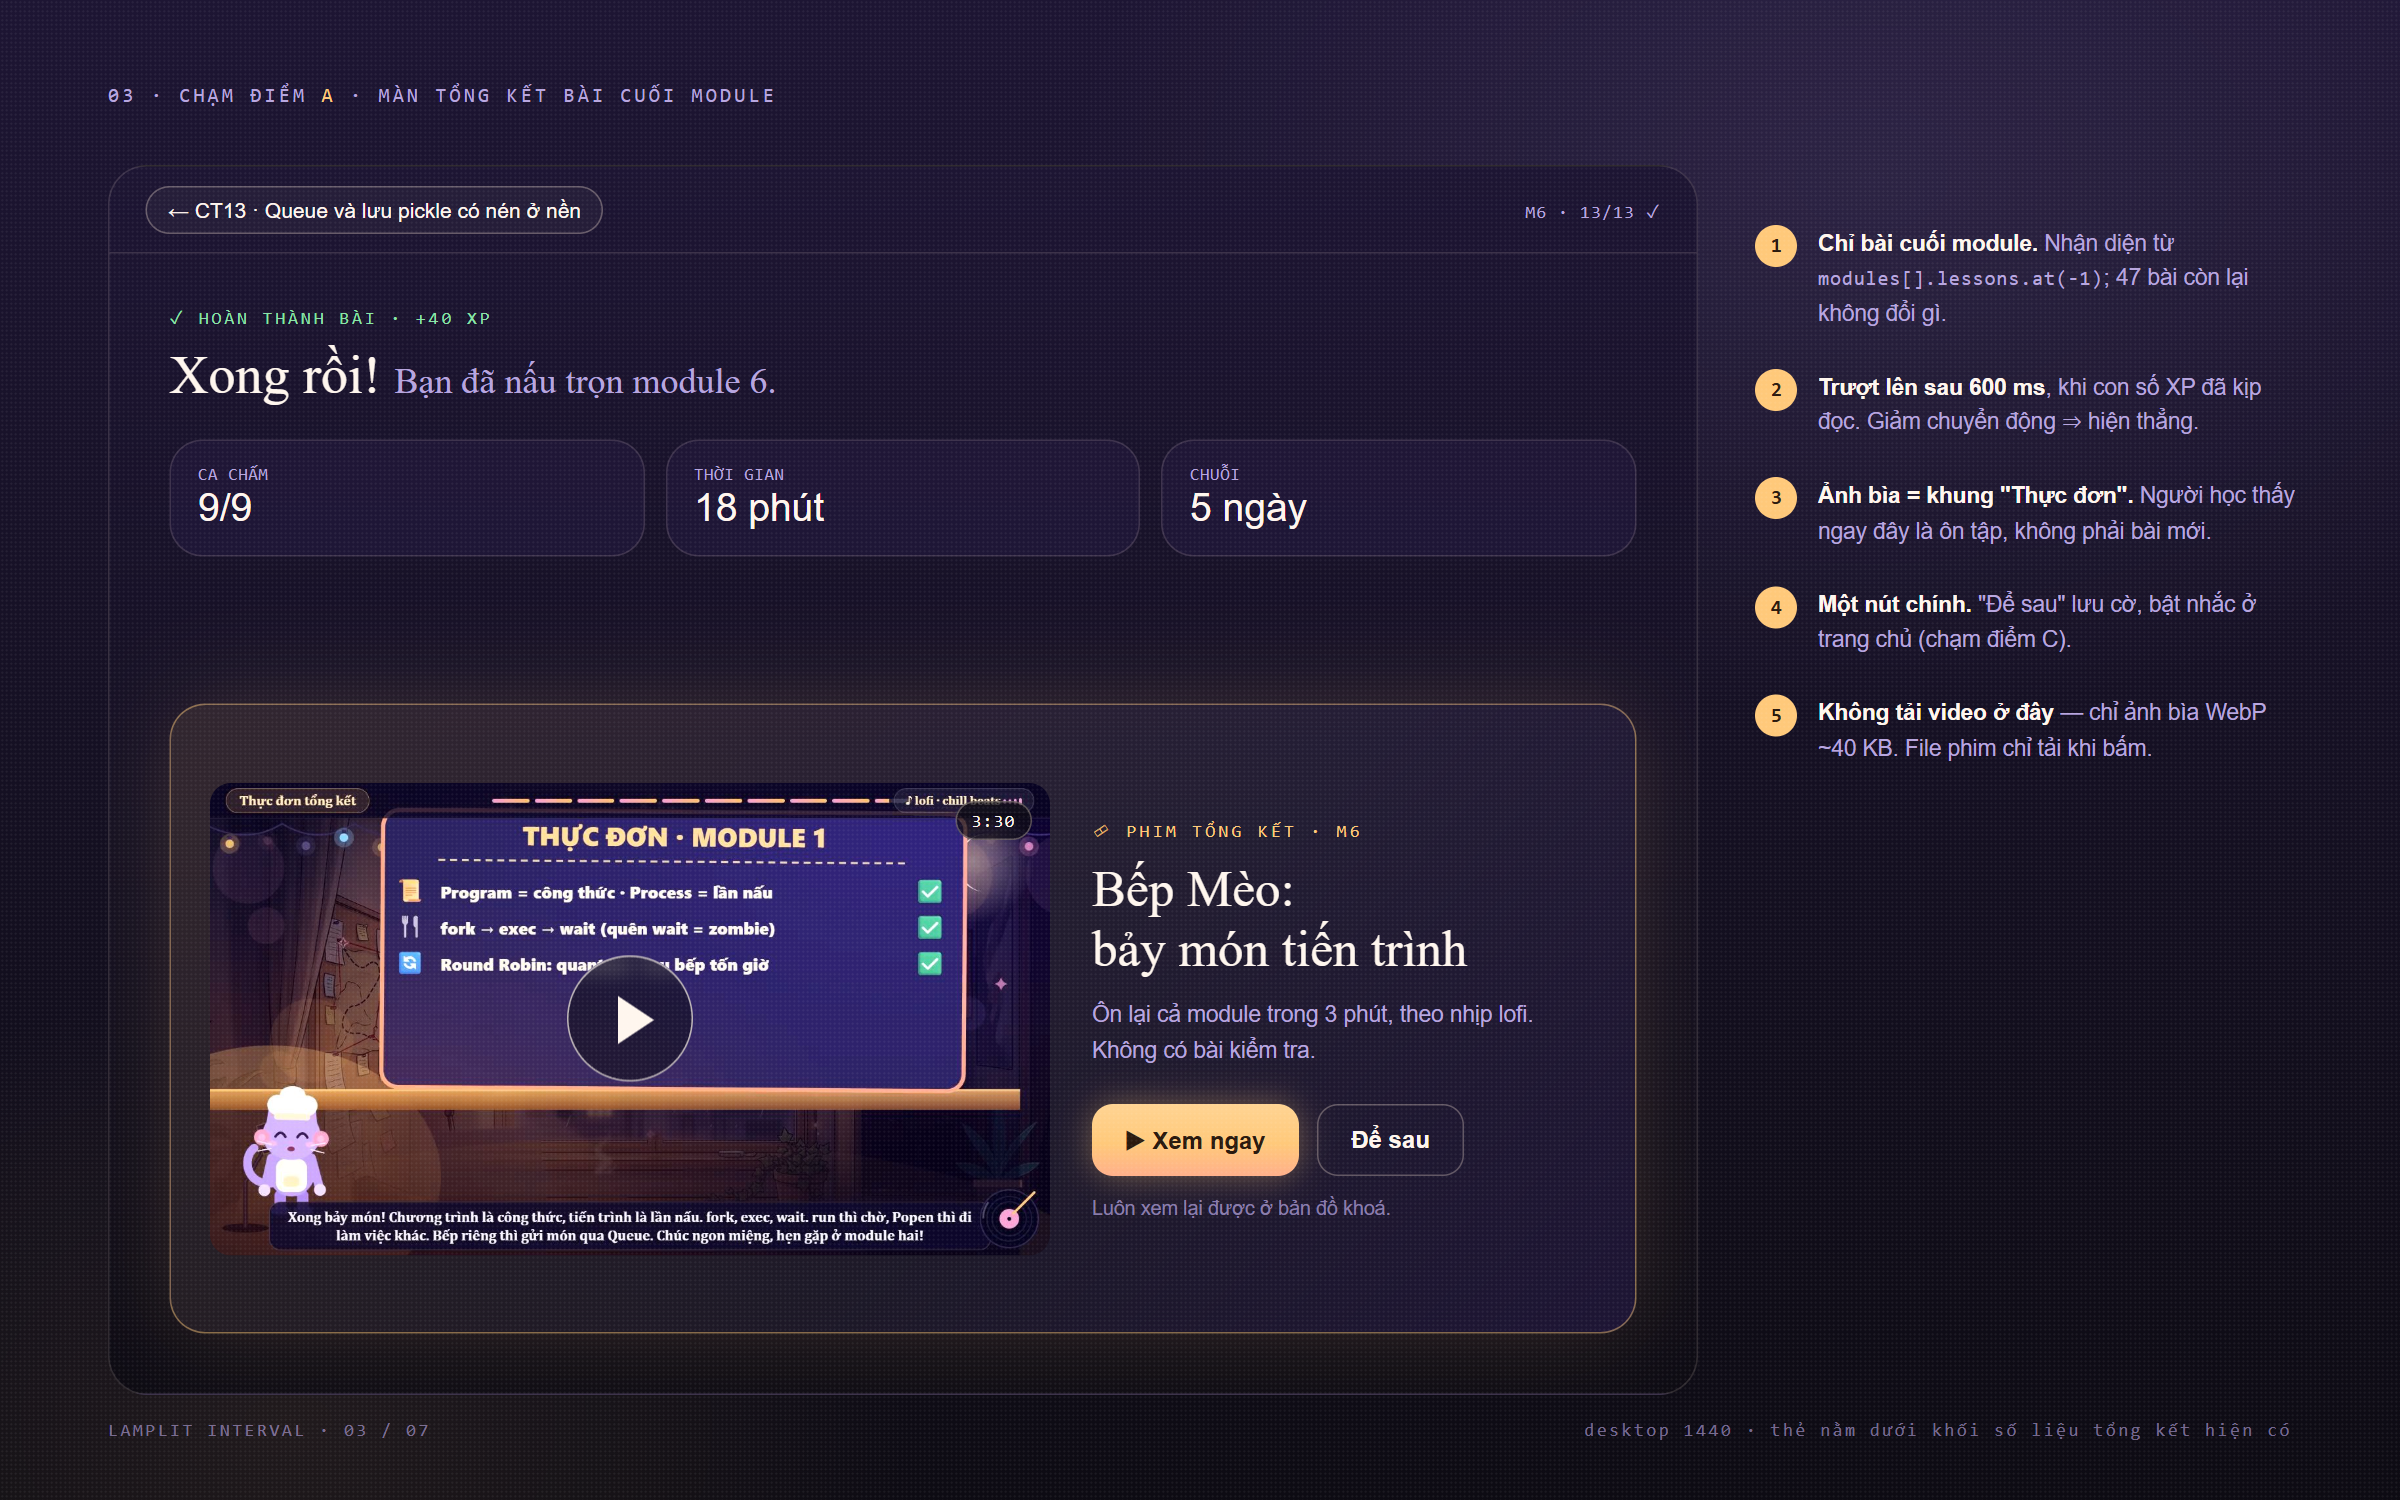 03 · CHẠM ĐIỂM A · MÀN TỔNG KẾT BÀI CUỐI MODULE
← CT13 · Queue và lưu pickle có nén ở nền
M6 · 13/13 ✓
✓ HOÀN THÀNH BÀI · +40 XP
Xong rồi! Bạn đã nấu trọn module 6.
CA CHẤM
9/9
THỜI GIAN
18 phút
CHUỖI
5 ngày
Thực đơn tổng kết
♪ lofi · chill beats
3:30
THỰC ĐƠN · MODULE 1
Program = công thức · Process = lần nấu
fork → exec → wait (quên wait = zombie)
Round Robin: bếp tốn giờ
Xong bảy món! Chương trình là công thức, tiến trình là lần nấu. fork, exec, wait. run thì chờ, Popen thì đi
làm việc khác. Bếp riêng thì gửi món qua Queue. Chúc ngon miệng, hẹn gặp ở module hai!
PHIM TỔNG KẾT · M6
Bếp Mèo:
bảy món tiến trình
Ôn lại cả module trong 3 phút, theo nhịp lofi.
Không có bài kiểm tra.
▶ Xem ngay
Để sau
Luôn xem lại được ở bản đồ khoá.
1 Chỉ bài cuối module. Nhận diện từ
modules[].lessons.at(-1); 47 bài còn lại
không đổi gì.
2 Trượt lên sau 600 ms, khi con số XP đã kịp
đọc. Giảm chuyển động ⇒ hiện thẳng.
3 Ảnh bìa = khung "Thực đơn". Người học thấy
ngay đây là ôn tập, không phải bài mới.
4 Một nút chính. "Để sau" lưu cờ, bật nhắc ở
trang chủ (chạm điểm C).
5 Không tải video ở đây — chỉ ảnh bìa WebP
~40 KB. File phim chỉ tải khi bấm.
LAMPLIT INTERVAL · 03 / 07
desktop 1440 · thẻ nằm dưới khối số liệu tổng kết hiện có